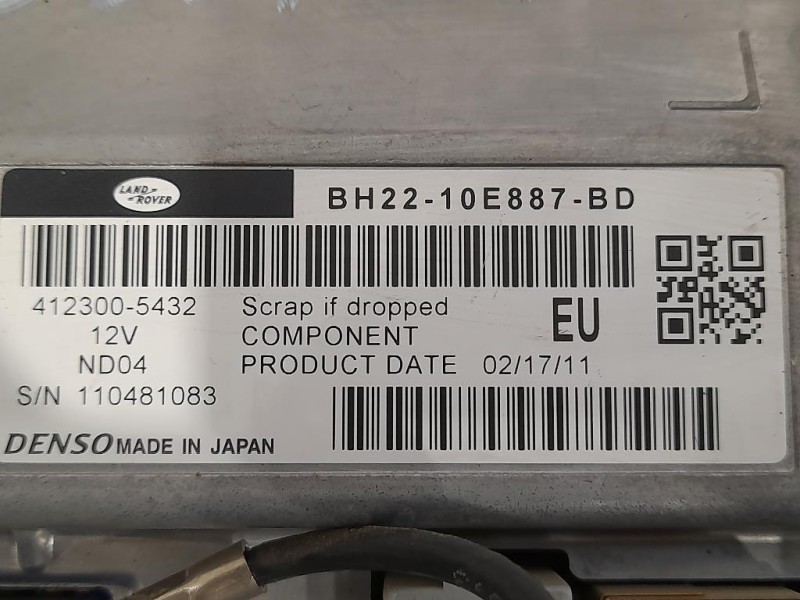 LAND ROVER
BH22-10E887-BD
412300-5432 Scrap if dropped EU
12V COMPONENT
ND04 PRODUCT DATE 02/17/11
S/N 110481083
DENSO MADE IN JAPAN